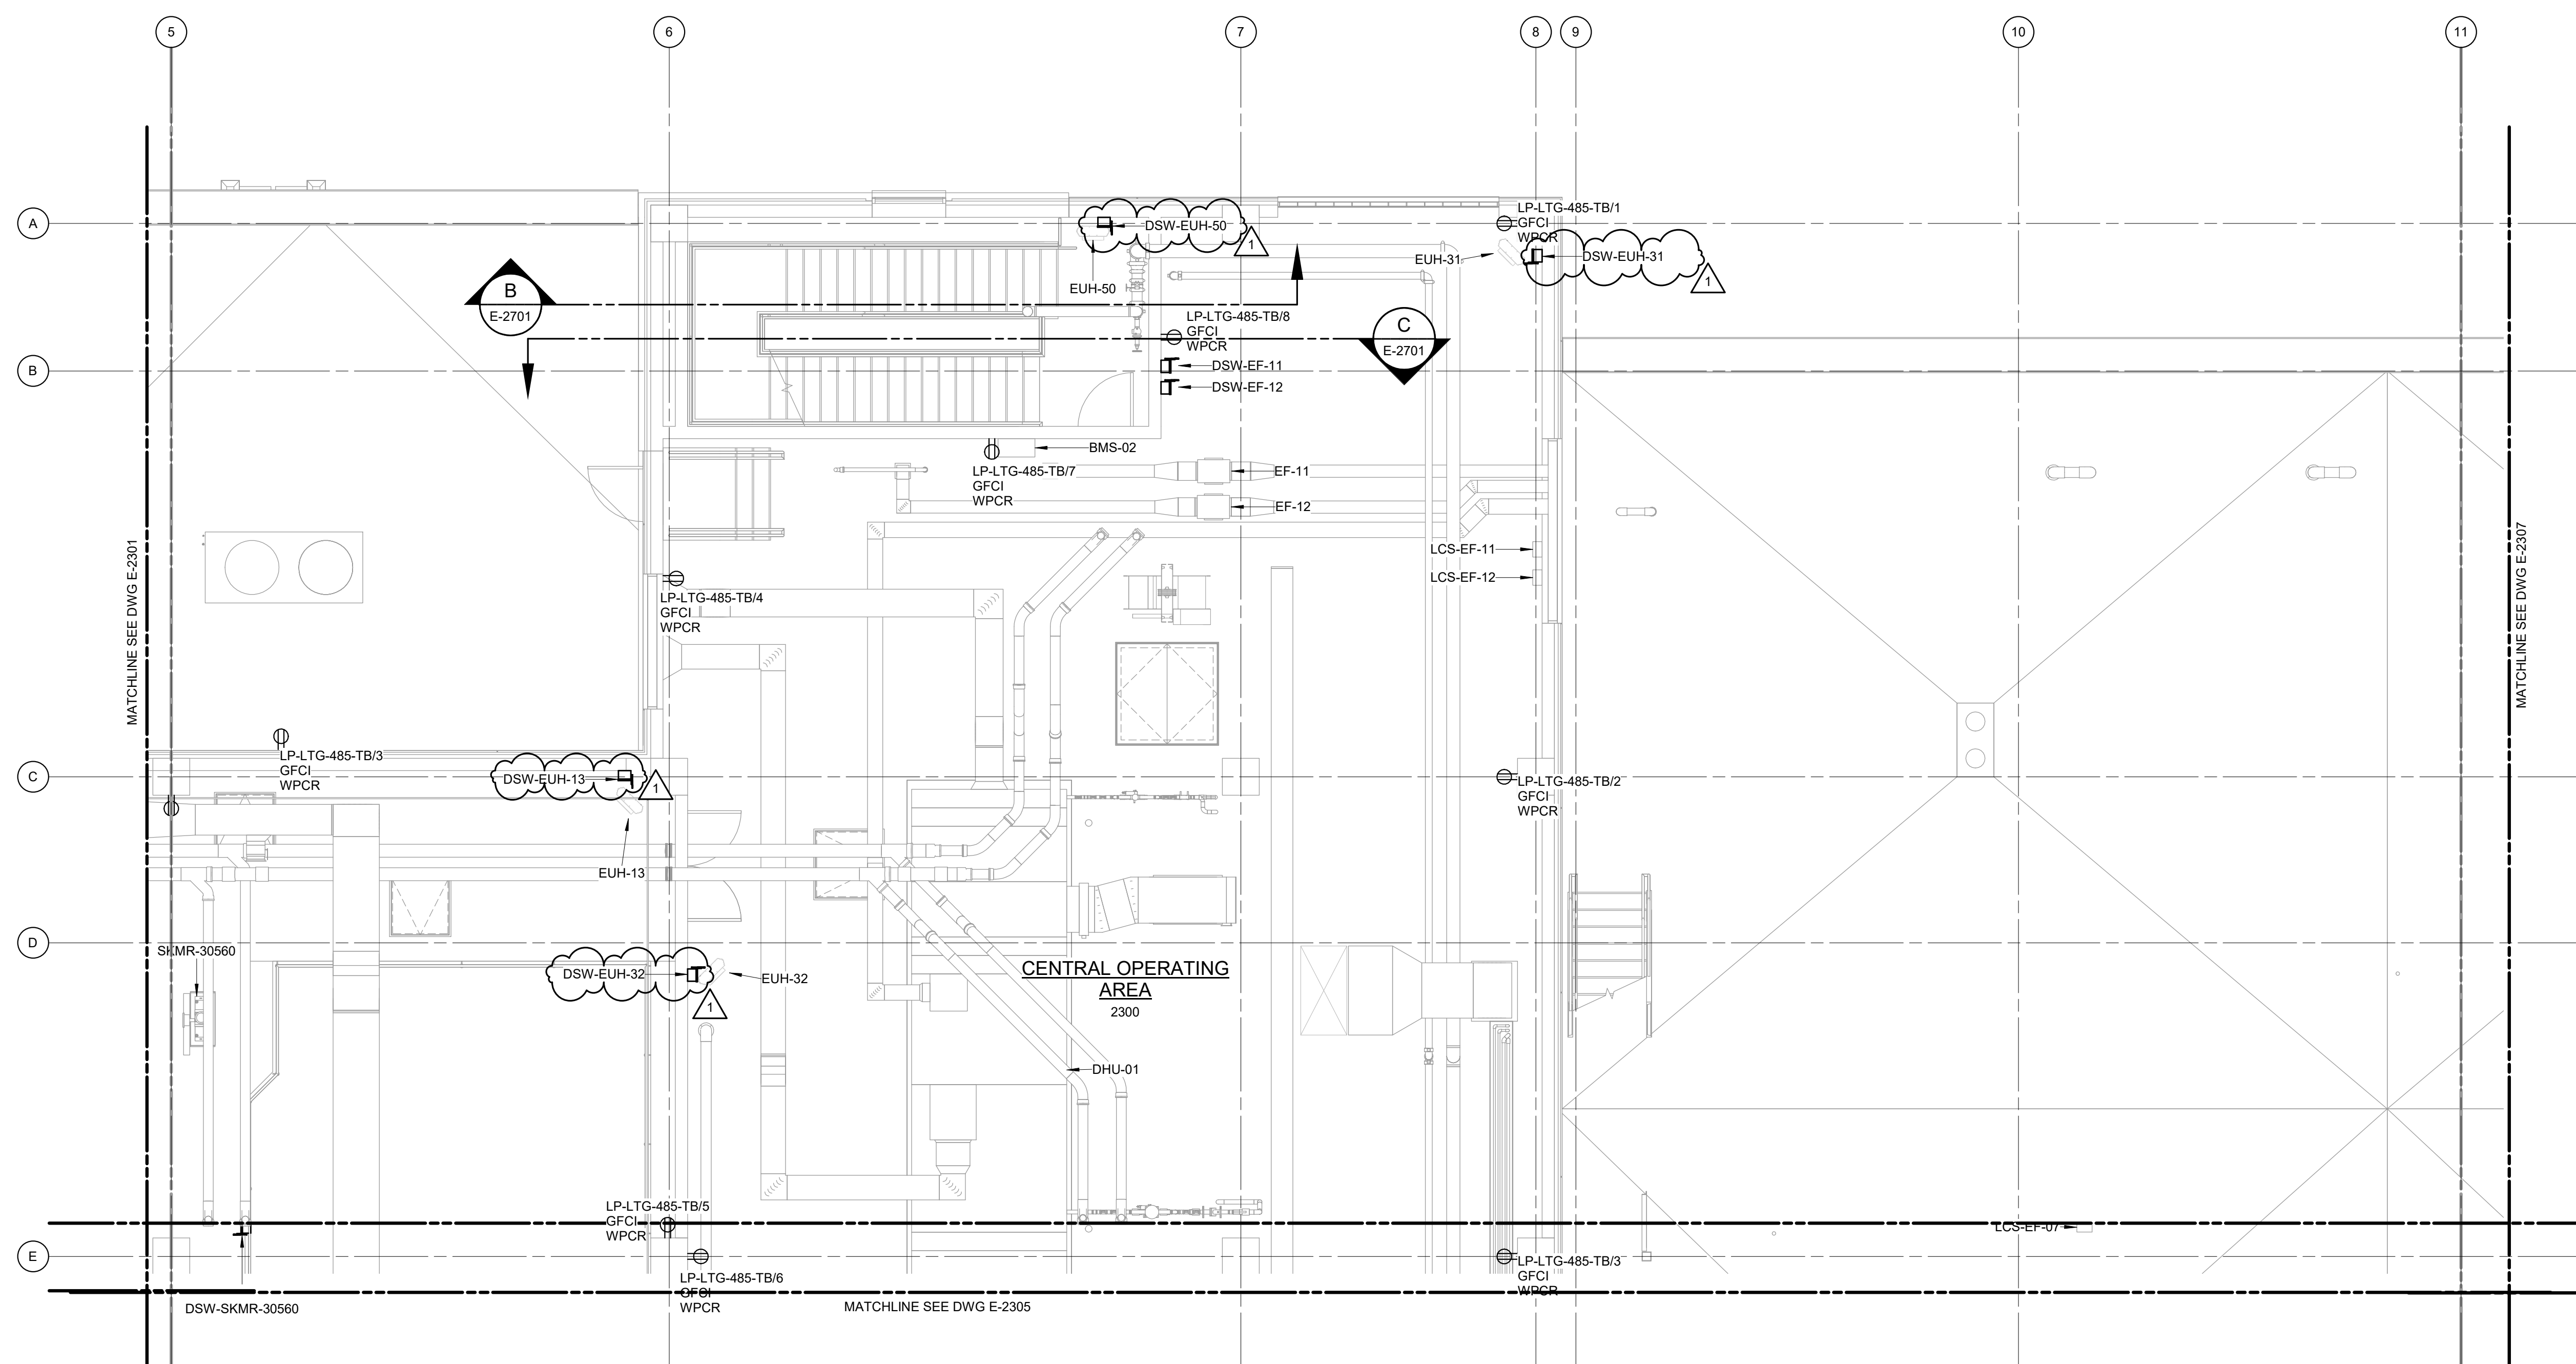 5
6
7
8
9
10
11
A
LP-LTG-485-TB/1
GFCI
WPCR
DSW-EUH-50
1
EUH-31
DSW-EUH-31
1
EUH-50
B
E-2701
LP-LTG-485-TB/8
GFCI
WPCR
C
E-2701
B
DSW-EF-11
DSW-EF-12
BMS-02
LP-LTG-485-TB/7
GFCI
WPCR
EF-11
EF-12
LCS-EF-11
LCS-EF-12
MATCHLINE SEE DWG E-2301
MATCHLINE SEE DWG E-2307
LP-LTG-485-TB/4
GFCI
WPCR
LP-LTG-485-TB/3
GFCI
WPCR
C
DSW-EUH-13
1
LP-LTG-485-TB/2
GFCI
WPCR
EUH-13
D
SKMR-30560
DSW-EUH-32
EUH-32
1
CENTRAL OPERATING
AREA
2300
DHU-01
LP-LTG-485-TB/5
GFCI
WPCR
LCS-EF-07
E
LP-LTG-485-TB/6
GFCI
WPCR
LP-LTG-485-TB/3
GFCI
WPCR
DSW-SKMR-30560
MATCHLINE SEE DWG E-2305